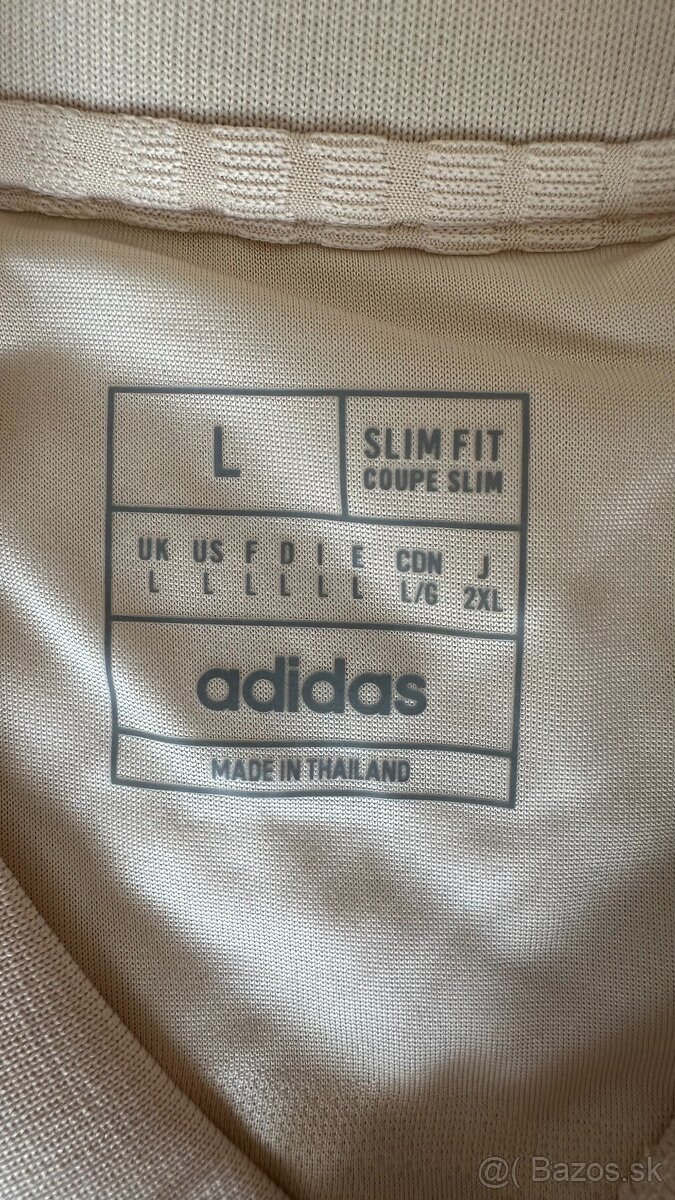 L
SLIM FIT
COUPE SLIM
UK US F D I E CDN J
L L L L L L L/G 2XL
adidas
MADE IN THAILAND
@( Bazos.sk